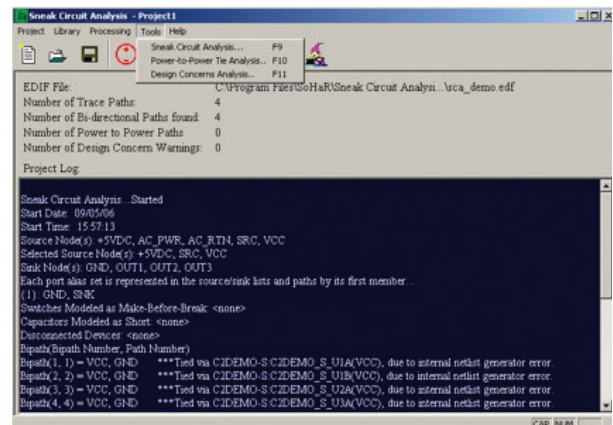 Sneak Circuit Analysis - Project1
Project Library Processing Tools Help
Sneak Circuit Analysis... F9
Power-to-Power Tie Analysis.. F10
Design Concerns Analysis... F11
EDIF File: C:\Program Files\SoHaR\Sneak Circuit Analysi...\sca_demo.edf
Number of Trace Paths: 4
Number of Bi-directional Paths found: 4
Number of Power to Power Paths 0
Number of Design Concern Warnings: 0
Project Log:
Sneak Circuit Analysis...Started
Start Date: 09/05/06
Start Time: 15:57:13
Source Node(s): +5VDC, AC_PWR, AC_RTN, SRC, VCC
Selected Source Node(s): +5VDC, SRC, VCC
Sink Node(s): GND, OUT1, OUT2, OUT3
Each port alias set is represented in the source/sink lists and paths by its first member...
(1): GND, SNK
Switches Modeled as Make-Before-Break: <none>
Capacitors Modeled as Short: <none>
Disconnected Devices: <none>
Bipath(Bipath Number, Path Number)
Bipath(1, 1) = VCC, GND ***Tied via C2DEMO-S:C2DEMO_S_U1A(VCC), due to internal netlist generator error.
Bipath(2, 2) = VCC, GND ***Tied via C2DEMO-S:C2DEMO_S_U1B(VCC), due to internal netlist generator error.
Bipath(3, 3) = VCC, GND ***Tied via C2DEMO-S:C2DEMO_S_U2A(VCC), due to internal netlist generator error.
Bipath(4, 4) = VCC, GND ***Tied via C2DEMO-S:C2DEMO_S_U3A(VCC), due to internal netlist generator error.
CAP NUM